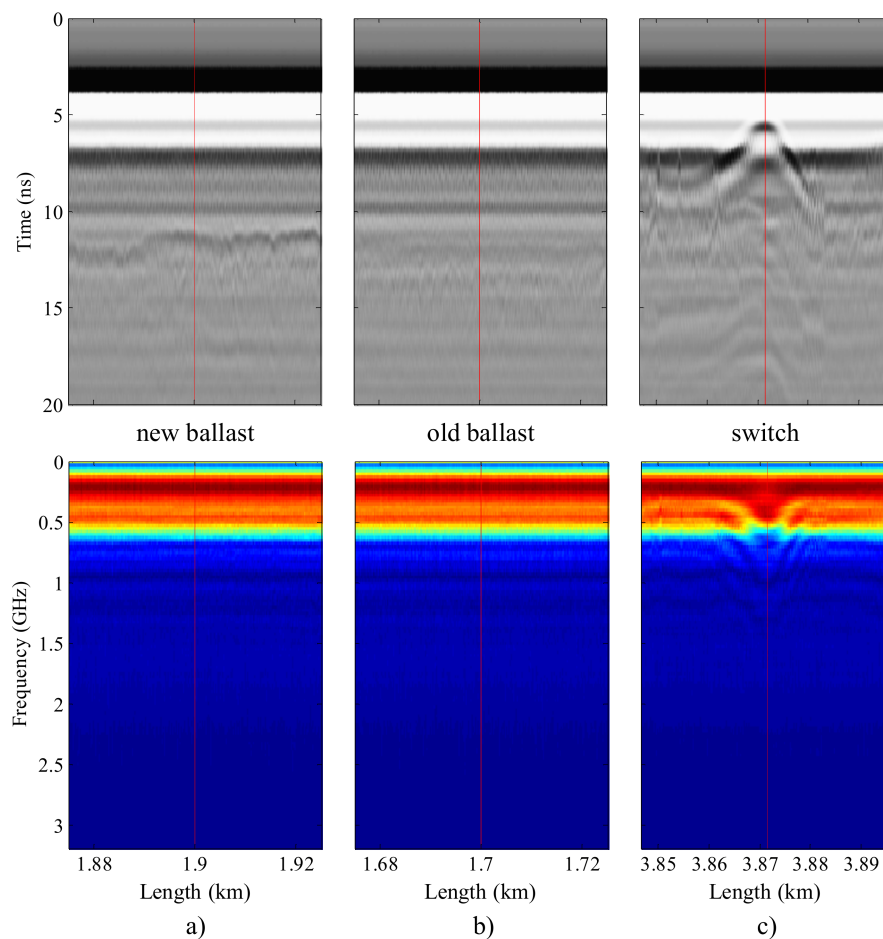 0
5
Time (ns)
10
15
20
new ballast
old ballast
switch
0
0.5
1
Frequency (GHz)
1.5
2
2.5
3
1.88
1.9
1.92
1.68
1.7
1.72
3.85
3.86
3.87
3.88
3.89
Length (km)
Length (km)
Length (km)
a)
b)
c)